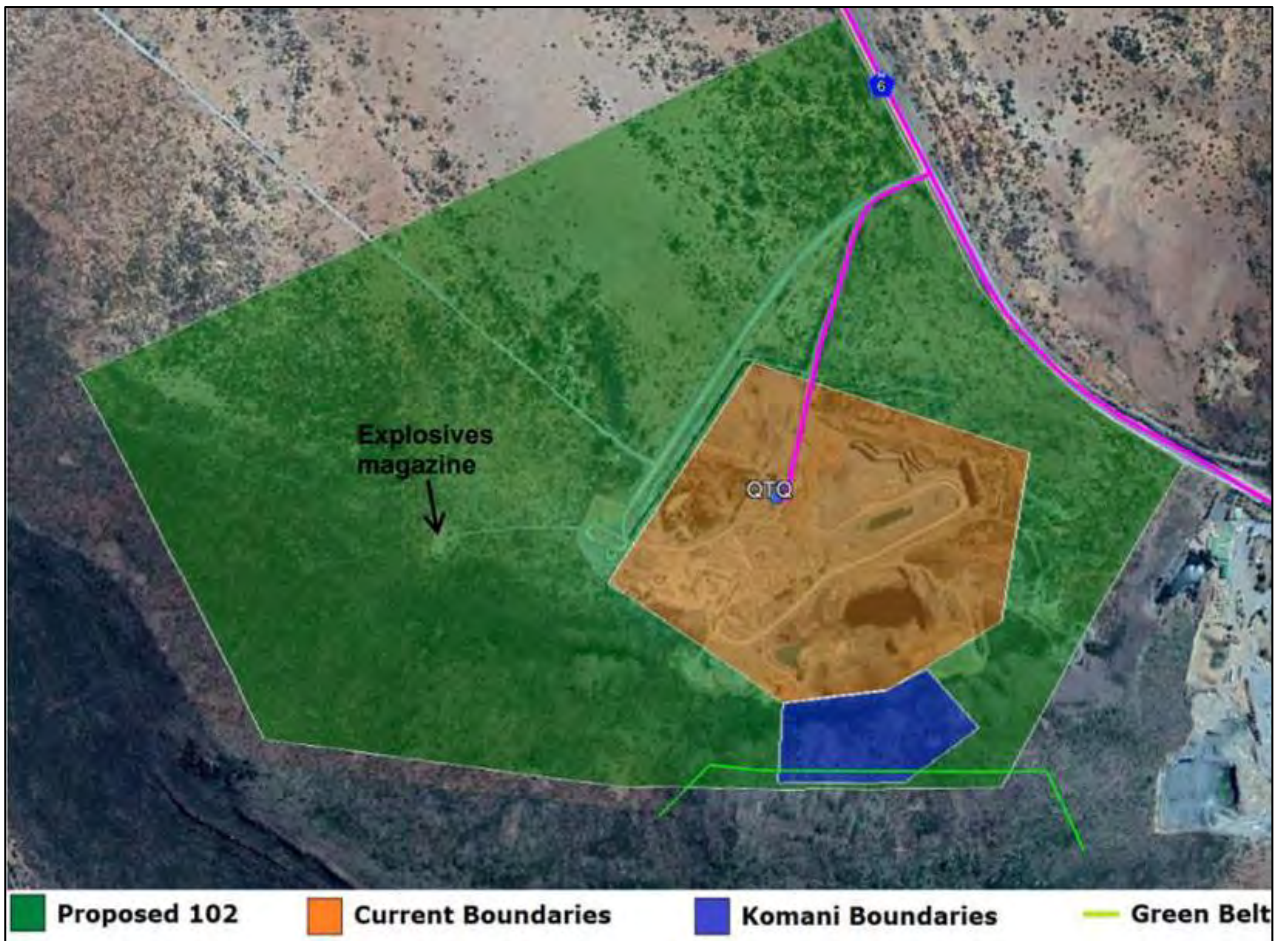 6
Explosives
magazine
QTQ
Proposed 102
Current Boundaries
Komani Boundaries
Green Belt